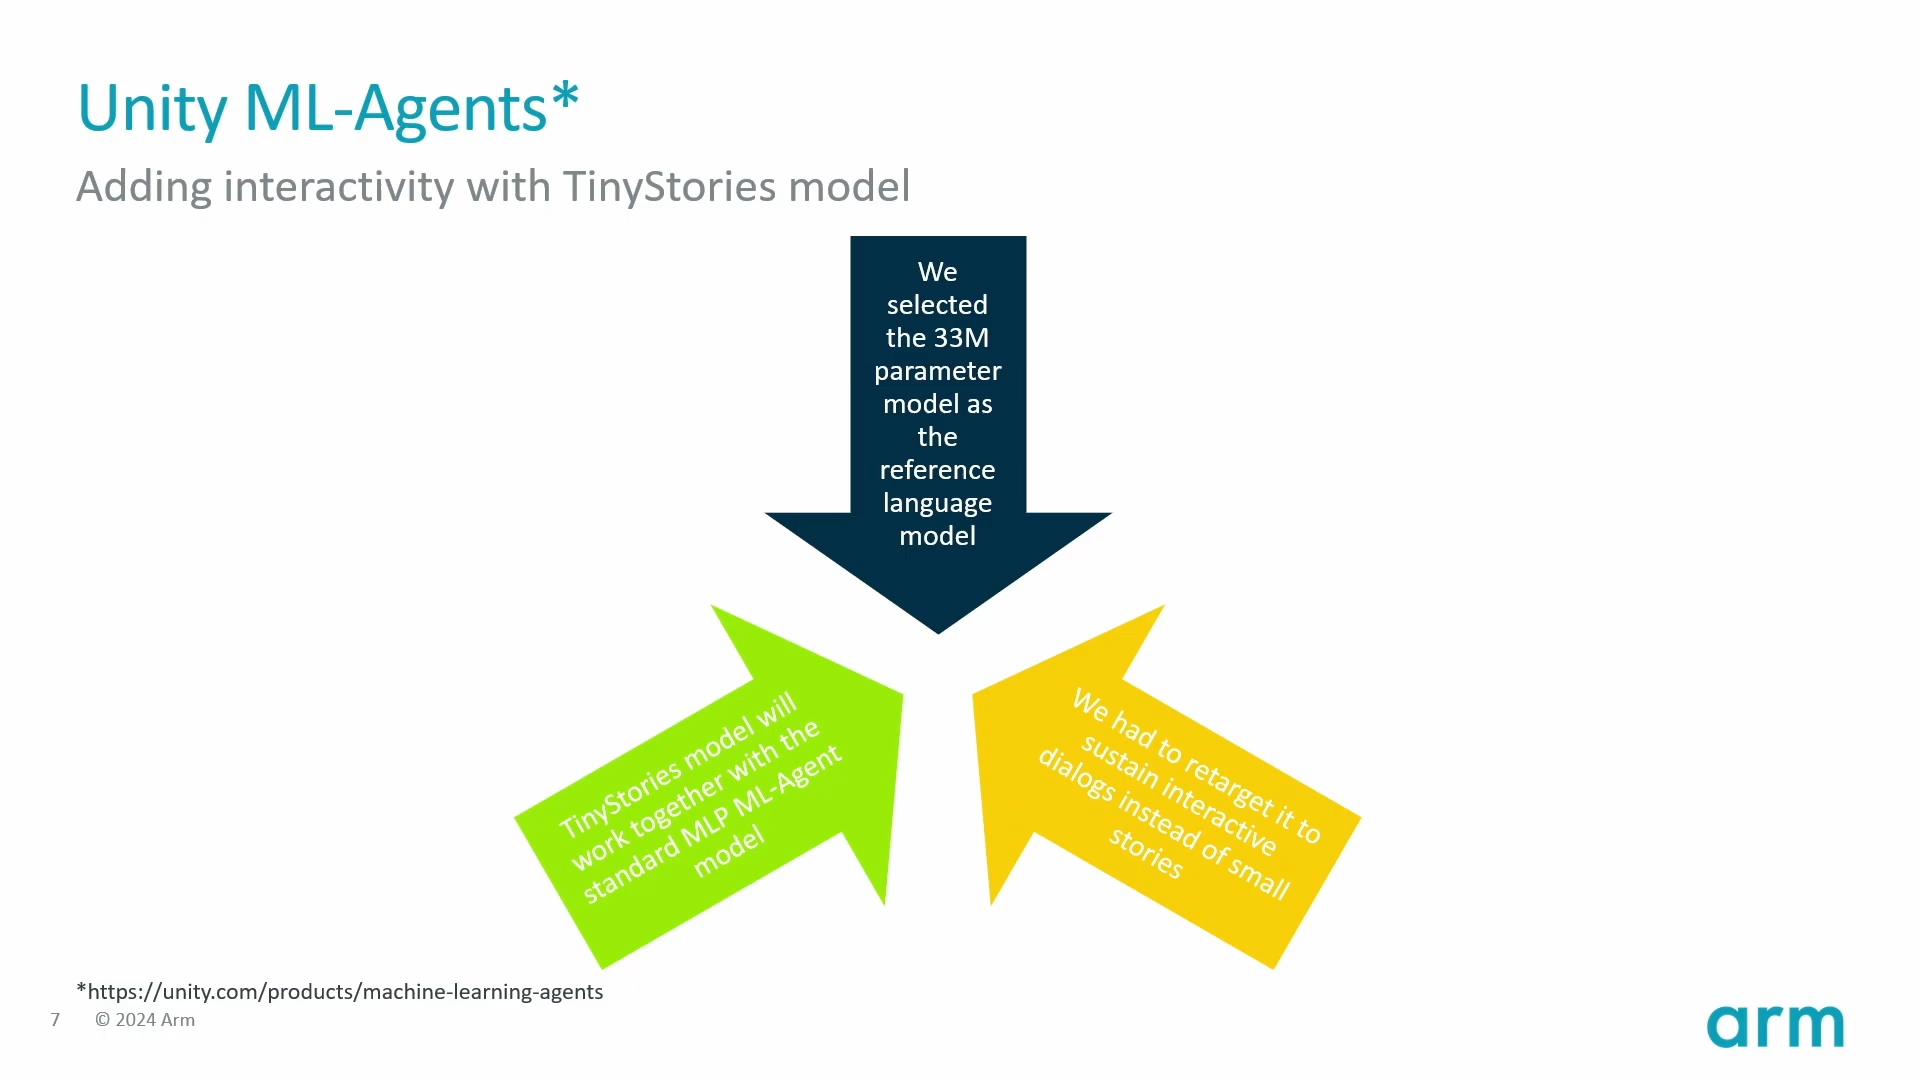 Unity ML-Agents*
Adding interactivity with TinyStories model
We
selected
the 33M
parameter
model as
the
reference
language
model
TinyStories model will
work together with the
standard MLP ML-Agent
model
We had to retarget it to
sustain interactive
dialogs instead of small
stories
*https://unity.com/products/machine-learning-agents
7 © 2024 Arm
arm